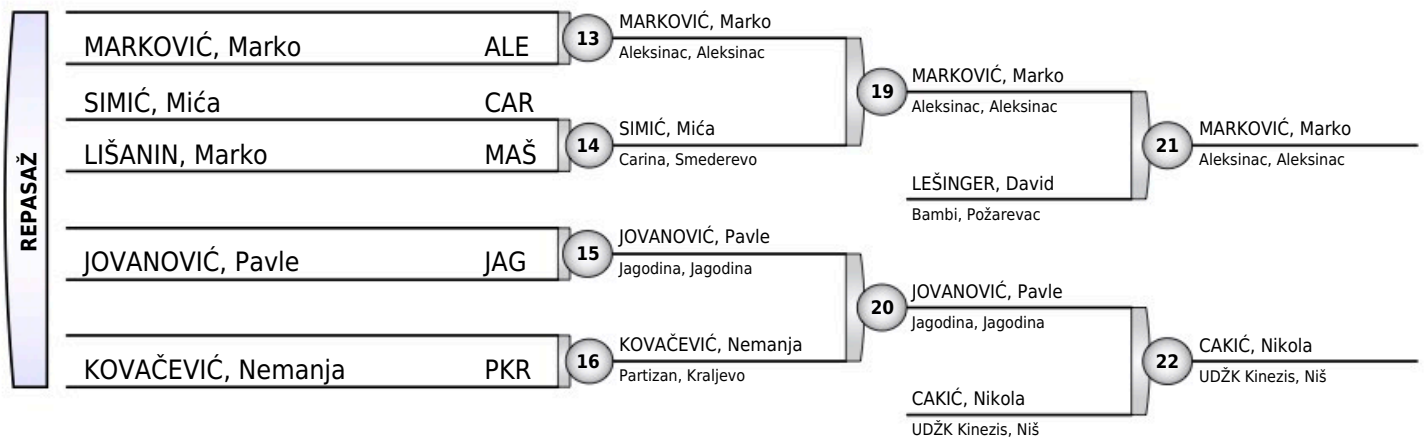 REPASAŽ
MARKOVIĆ, Marko ALE
SIMIĆ, Mića CAR
LIŠANIN, Marko MAŠ
JOVANOVIĆ, Pavle JAG
KOVAČEVIĆ, Nemanja PKR
13
MARKOVIĆ, Marko
Aleksinac, Aleksinac
14
SIMIĆ, Mića
Carina, Smederevo
15
JOVANOVIĆ, Pavle
Jagodina, Jagodina
16
KOVAČEVIĆ, Nemanja
Partizan, Kraljevo
19
MARKOVIĆ, Marko
Aleksinac, Aleksinac
LEŠINGER, David
Bambi, Požarevac
20
JOVANOVIĆ, Pavle
Jagodina, Jagodina
CAKIĆ, Nikola
UDŽK Kinezis, Niš
21
MARKOVIĆ, Marko
Aleksinac, Aleksinac
22
CAKIĆ, Nikola
UDŽK Kinezis, Niš